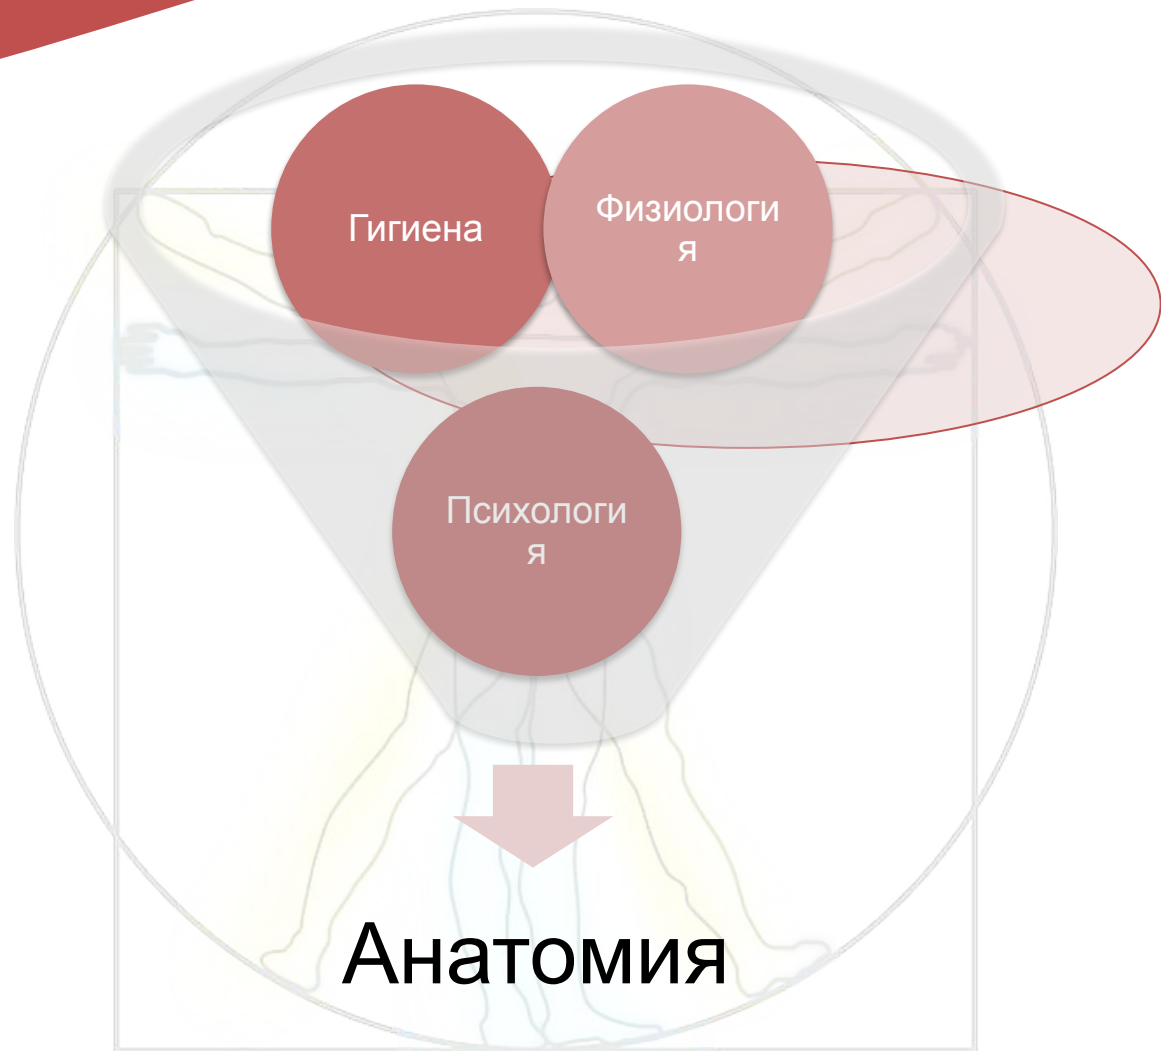 Гигиена
Физиологи
я
Психологи
я
Анатомия